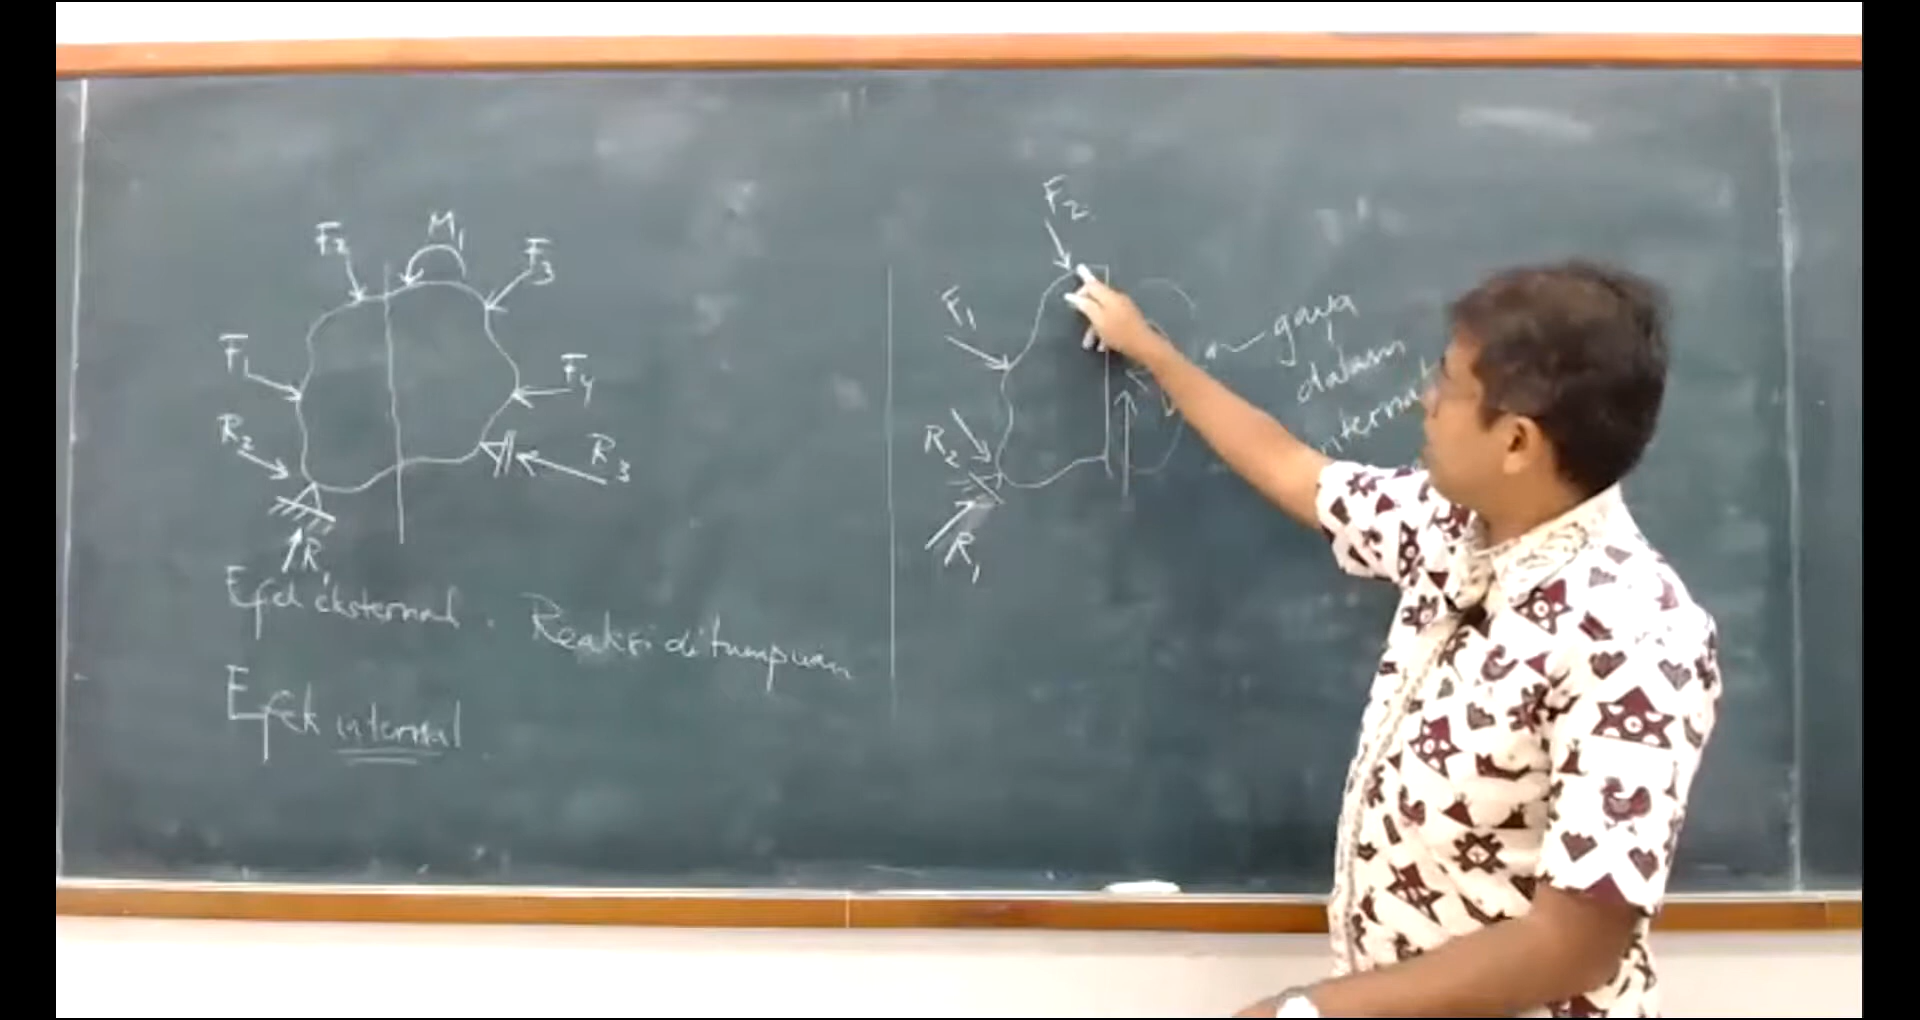 F2
M1
F3
F1
F4
R2
R3
R1
Efek eksternal . Reaksi di tumpuan
Efek internal
F2
F1
R2
R1
gaya
dalam
internal